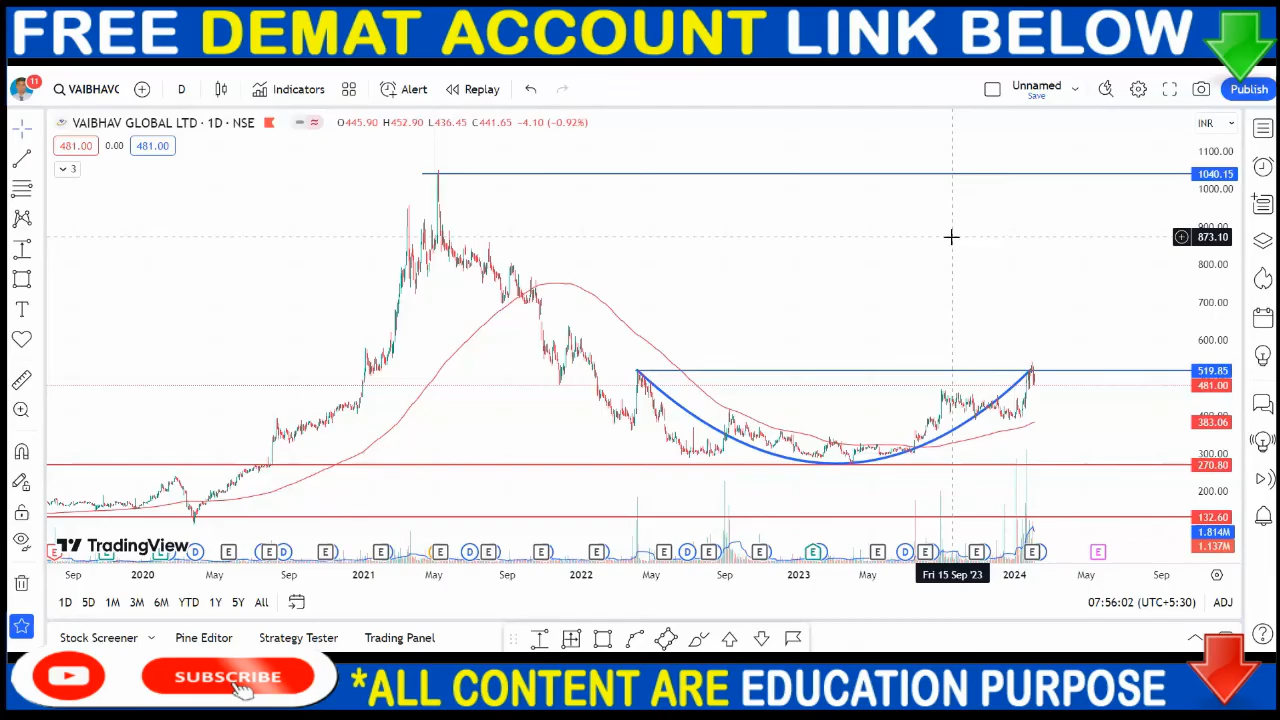 FREE DEMAT ACCOUNT LINK BELOW
11
VAIBHAVC
D
Indicators
Alert
Replay
Unnamed
Save
Publish
VAIBHAV GLOBAL LTD · 1D · NSE
O445.90 H452.90 L436.45 C441.65 -4.10 (-0.92%)
INR
481.00 0.00 481.00
3
1100.00
1040.15
1000.00
873.10
800.00
700.00
600.00
519.85
481.00
383.06
300.00
270.80
200.00
132.60
1.814M
1.137M
TradingView
Sep 2020 May Sep 2021 May Sep 2022 May Sep 2023 May Fri 15 Sep '23 2024 May Sep
1D 5D 1M 3M 6M YTD 1Y 5Y All
07:56:02 (UTC+5:30) ADJ
Stock Screener Pine Editor Strategy Tester Trading Panel
SUBSCRIBE
*ALL CONTENT ARE EDUCATION PURPOSE